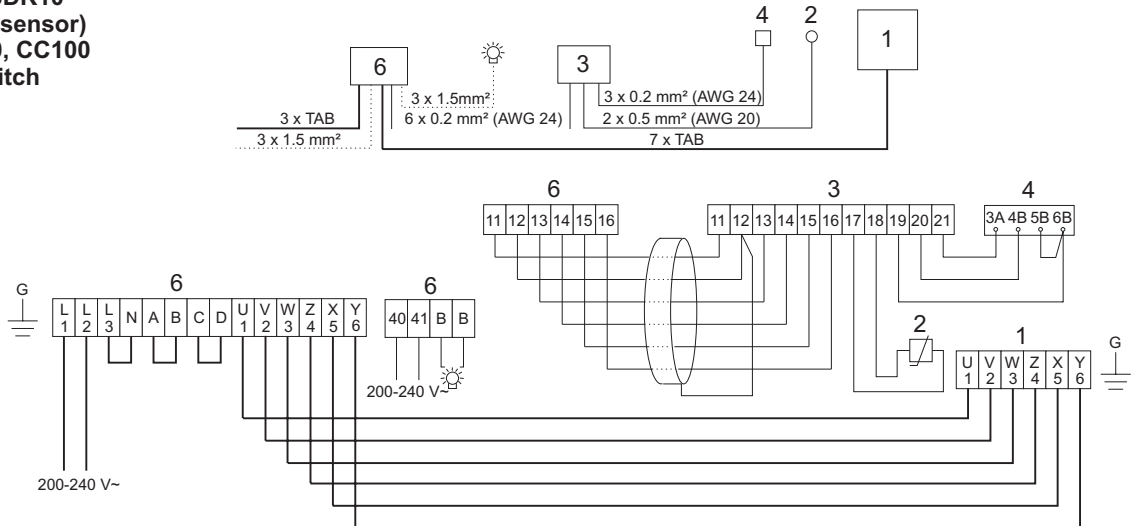 sensor)
, CC100
itch
4 2
6 3 1
3 x 1.5mm² 3 x 0.2 mm² (AWG 24)
3 x TAB 6 x 0.2 mm² (AWG 24) 2 x 0.5 mm² (AWG 20)
3 x 1.5 mm² 7 x TAB
6 3 4
11 12 13 14 15 16
11 12 13 14 15 16 17 18 19 20 21
3A 4B 5B 6B
G 6 6
L L L N A B C D U V W Z X Y
1 2 3 1 2 3 4 5 6
40 41 B B
200-240 V~
2 1 G
U V W Z X Y
1 2 3 4 5 6
200-240 V~